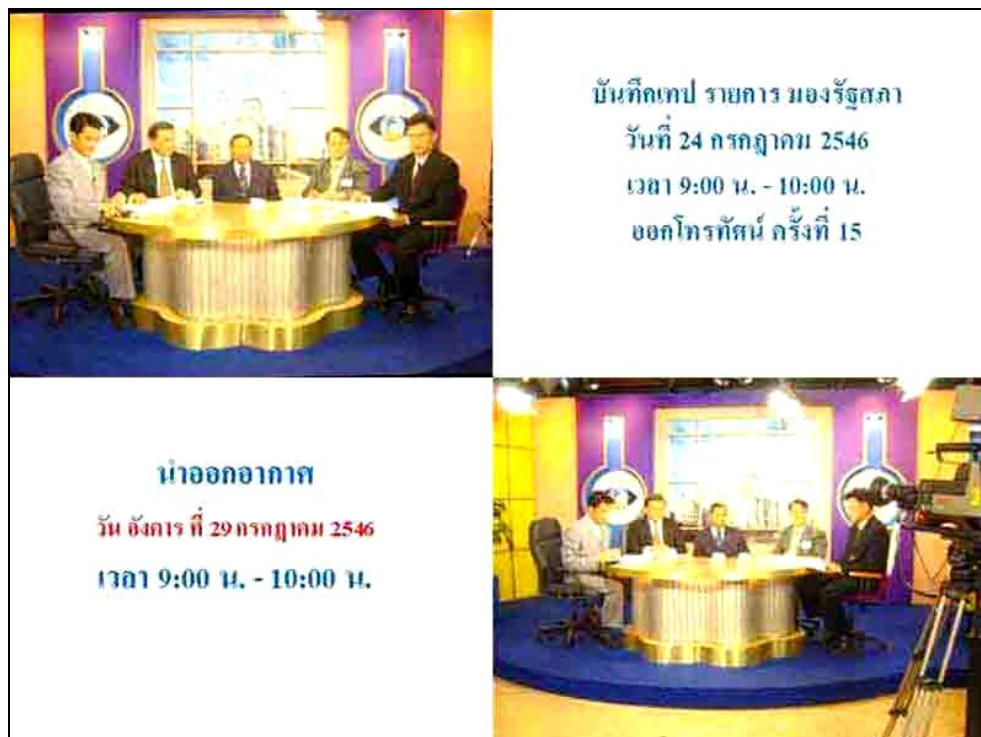 บันทึกเทป รายการ มองรัฐสภา
วันที่ 24 กรกฎาคม 2546
เวลา 9:00 น. - 10:00 น.
ออกโทรทัศน์ ครั้งที่ 15
นำออกอากาศ
วัน อังคาร ที่ 29 กรกฎาคม 2546
เวลา 9:00 น. - 10:00 น.